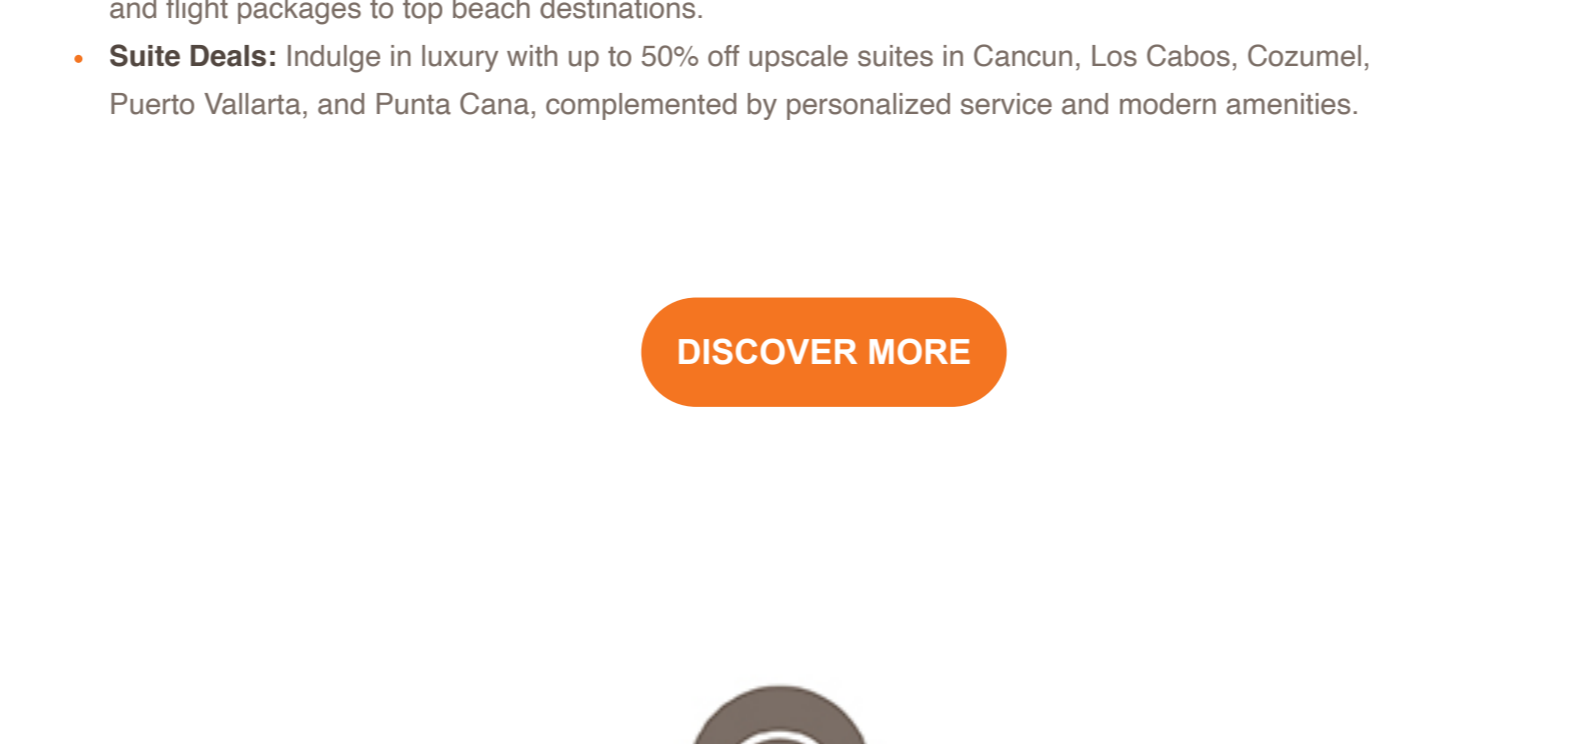 and flight packages to top beach destinations.
• Suite Deals: Indulge in luxury with up to 50% off upscale suites in Cancun, Los Cabos, Cozumel,
Puerto Vallarta, and Punta Cana, complemented by personalized service and modern amenities.
DISCOVER MORE